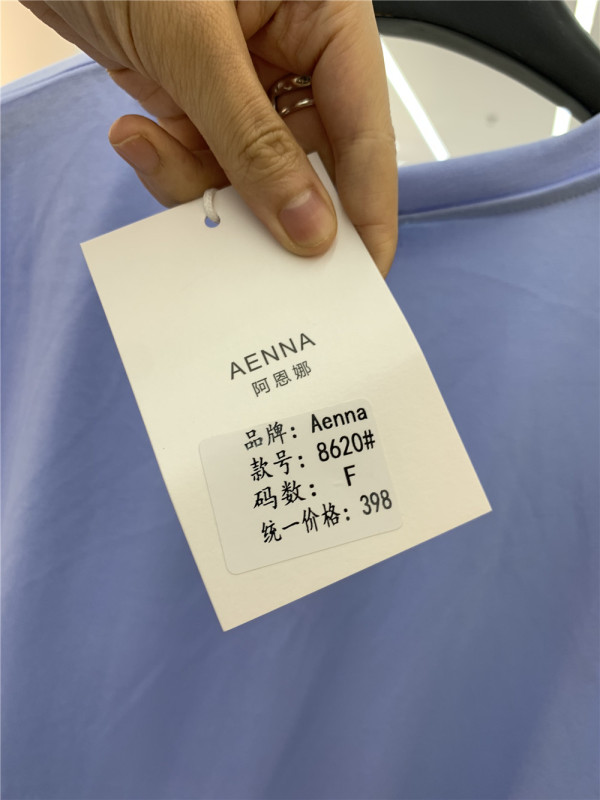 AENNA
阿恩娜
品牌：Aenna
款号：8620#
码数：F
统一价格：398